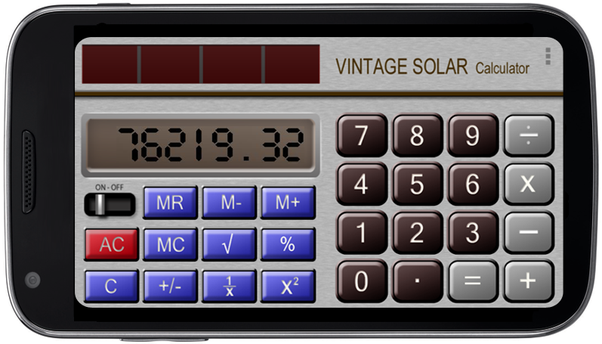 VINTAGE SOLAR Calculator
76219.32
7 8 9 ÷
ON - OFF
MR M- M+
4 5 6 x
AC MC √ %
1 2 3 −
C +/- 1/x X²
0 . = +